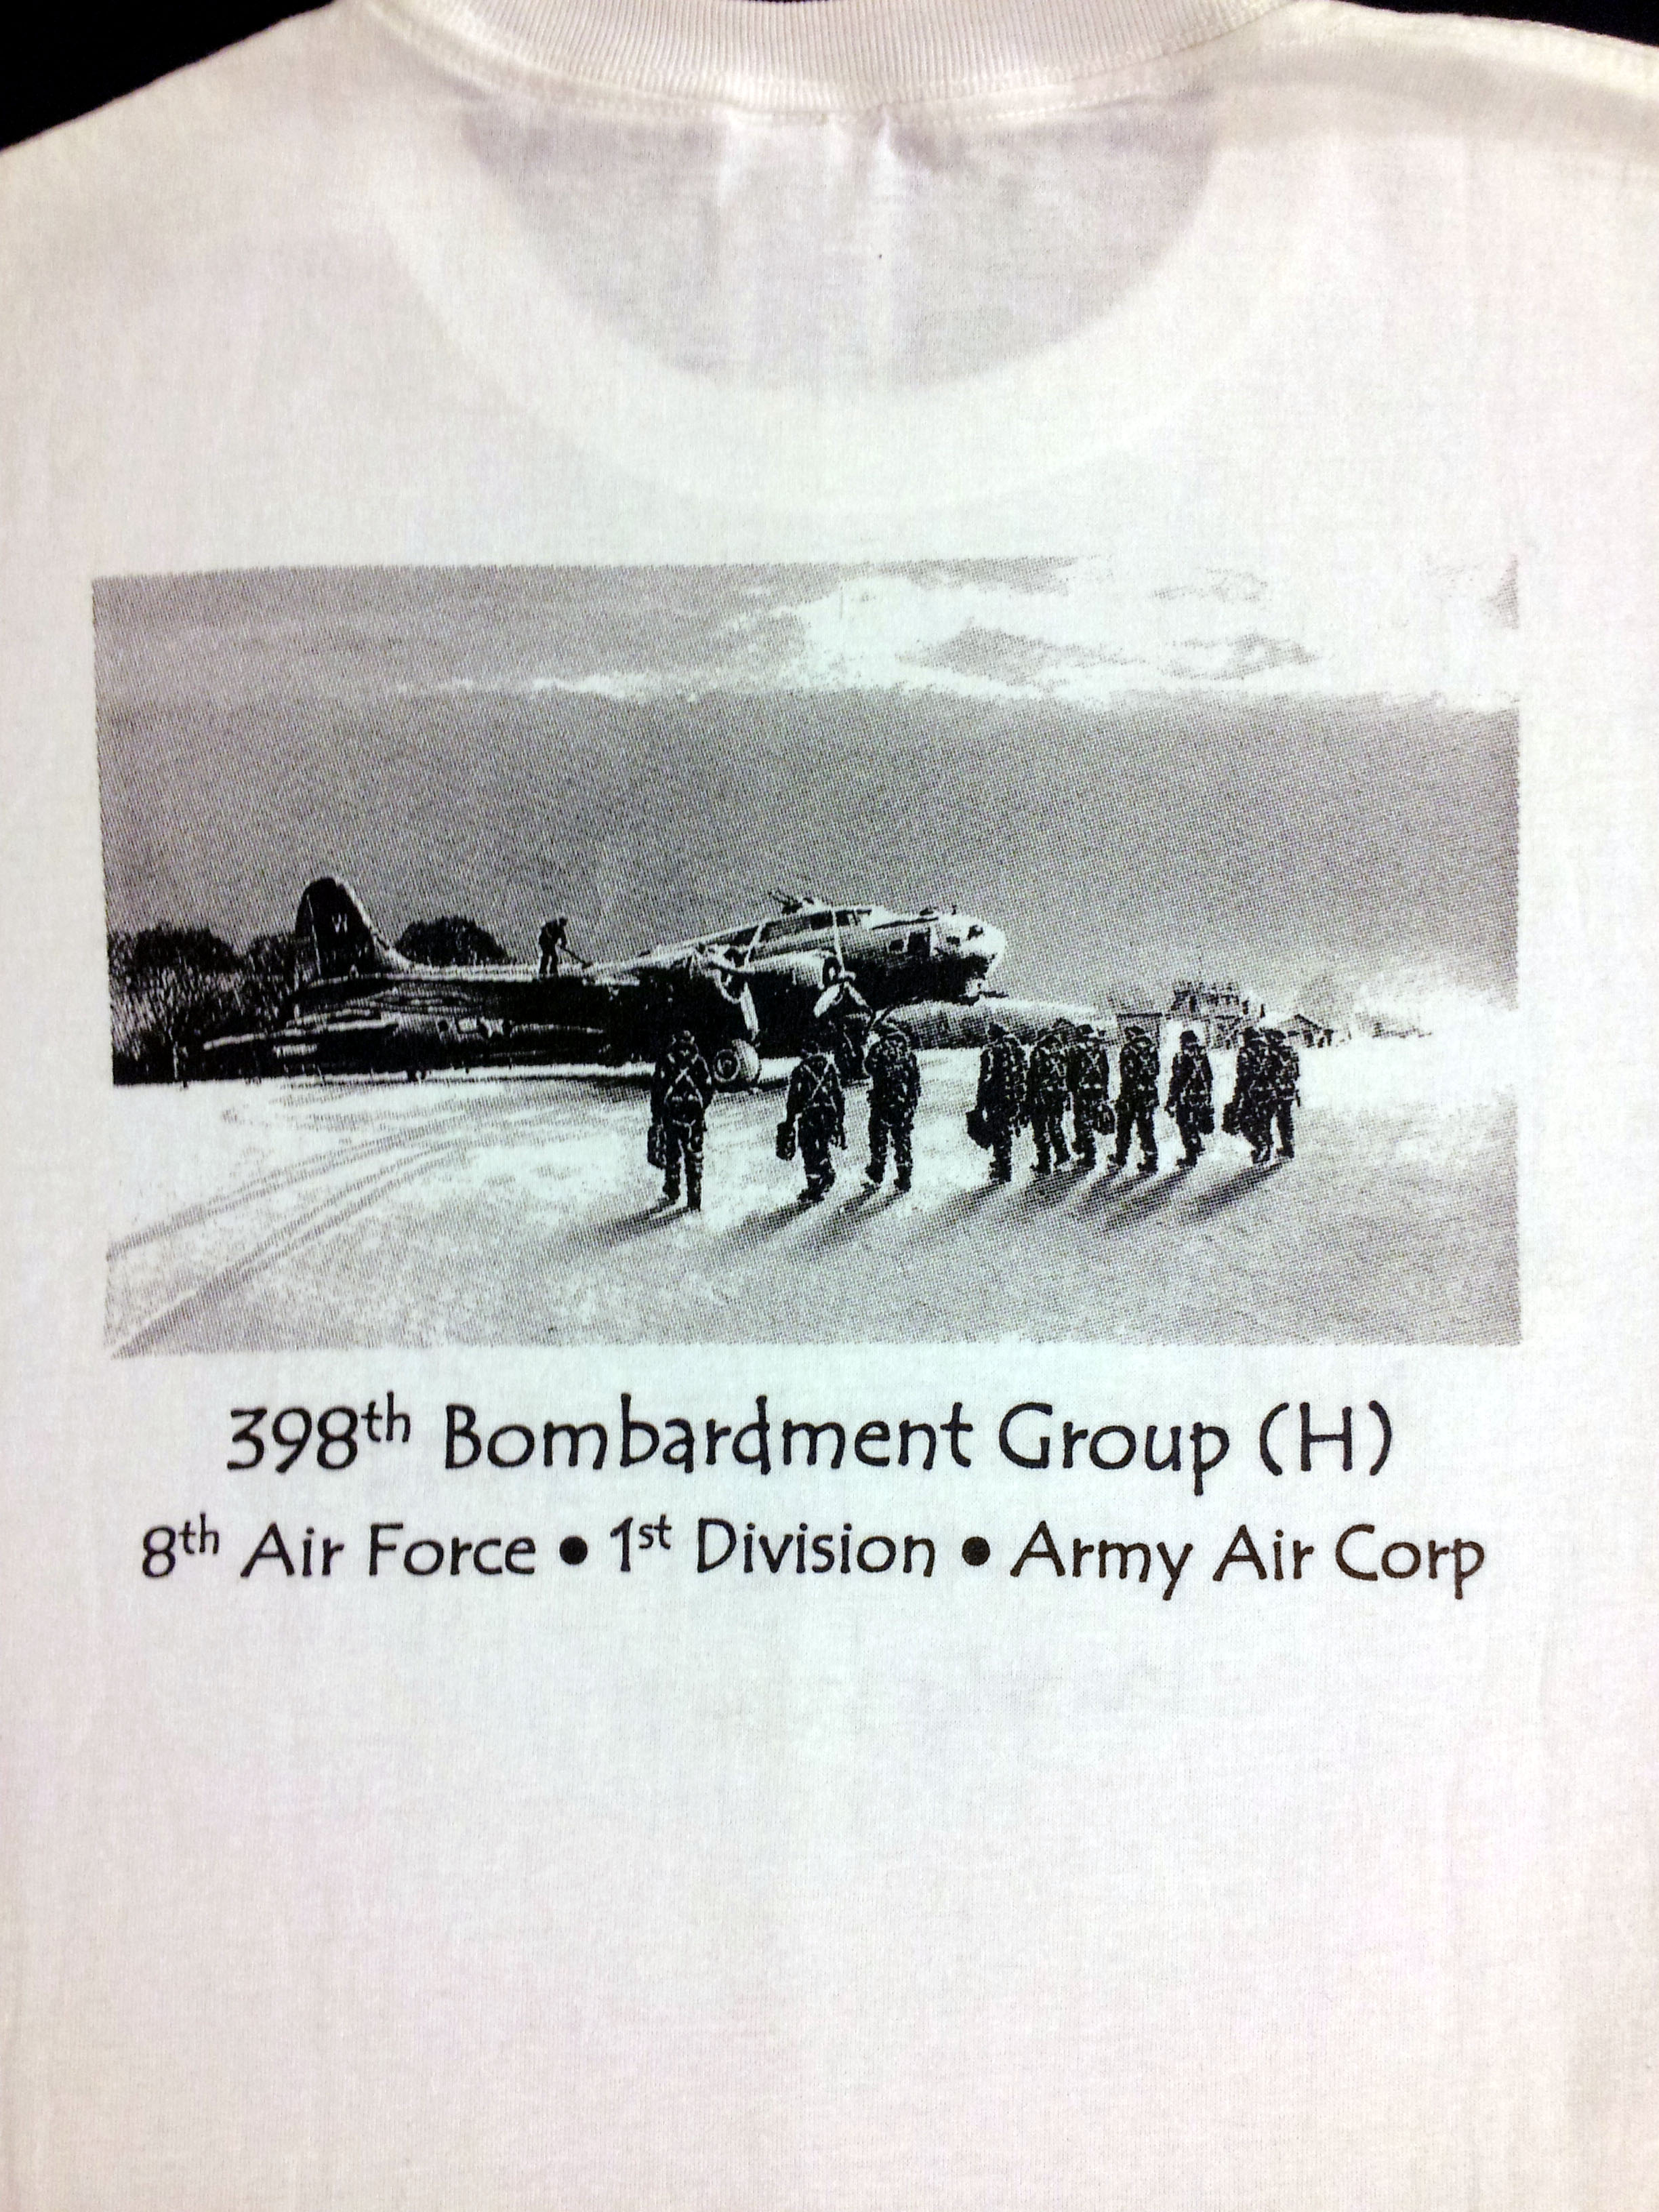 398th Bombardment Group (H)
8th Air Force • 1st Division • Army Air Corp